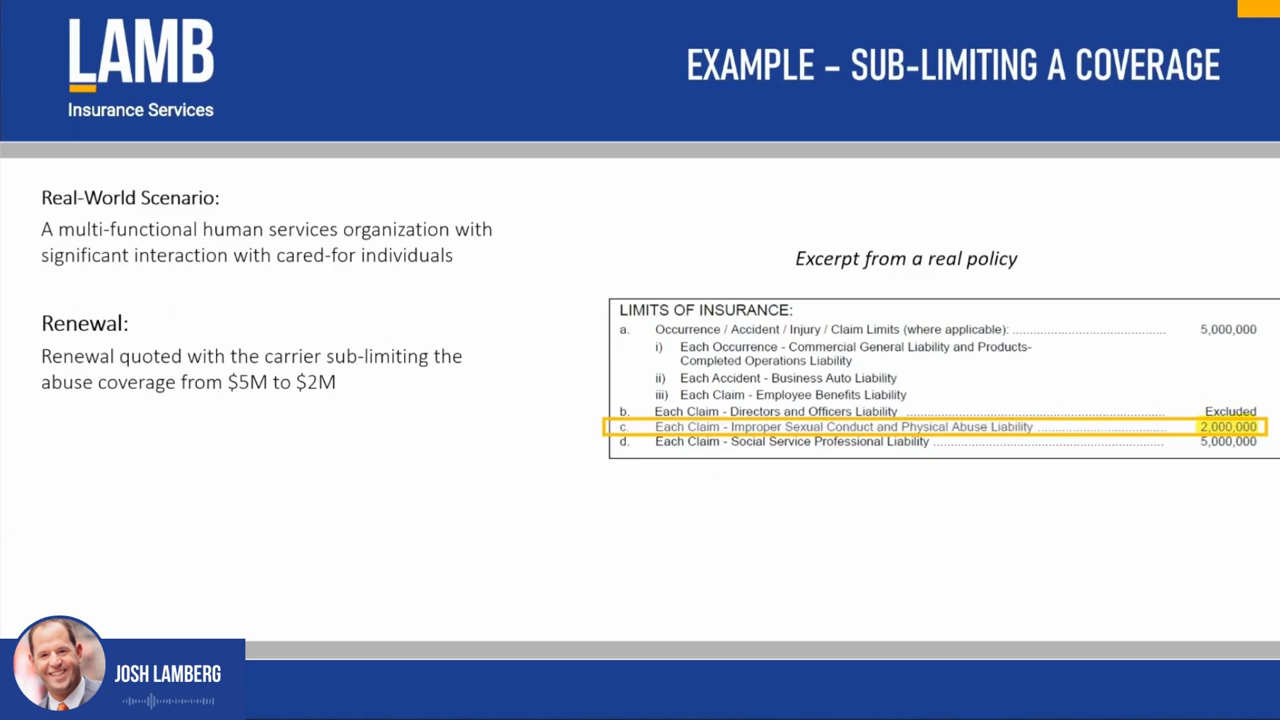 LAMB
Insurance Services
EXAMPLE – SUB-LIMITING A COVERAGE
Real-World Scenario:
A multi-functional human services organization with
significant interaction with cared-for individuals
Renewal:
Renewal quoted with the carrier sub-limiting the
abuse coverage from $5M to $2M
Excerpt from a real policy
LIMITS OF INSURANCE:
a. Occurrence / Accident / Injury / Claim Limits (where applicable): ........ 5,000,000
i) Each Occurrence - Commercial General Liability and Products-
Completed Operations Liability
ii) Each Accident - Business Auto Liability
iii) Each Claim - Employee Benefits Liability
b. Each Claim - Directors and Officers Liability ........ Excluded
c. Each Claim - Improper Sexual Conduct and Physical Abuse Liability ........ 2,000,000
d. Each Claim - Social Service Professional Liability ........ 5,000,000
JOSH LAMBERG